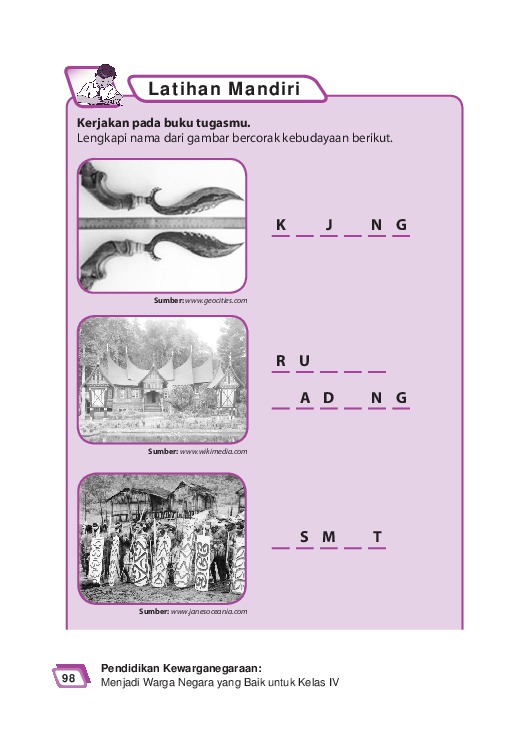 Latihan Mandiri
Kerjakan pada buku tugasmu.
Lengkapi nama dari gambar bercorak kebudayaan berikut.
K _ J _ N G
Sumber: www.geocities.com
R U _ _ _
_ A D _ N G
Sumber: www.wikimedia.com
_ S M _ T
Sumber: www.janesoceania.com
98
Pendidikan Kewarganegaraan:
Menjadi Warga Negara yang Baik untuk Kelas IV